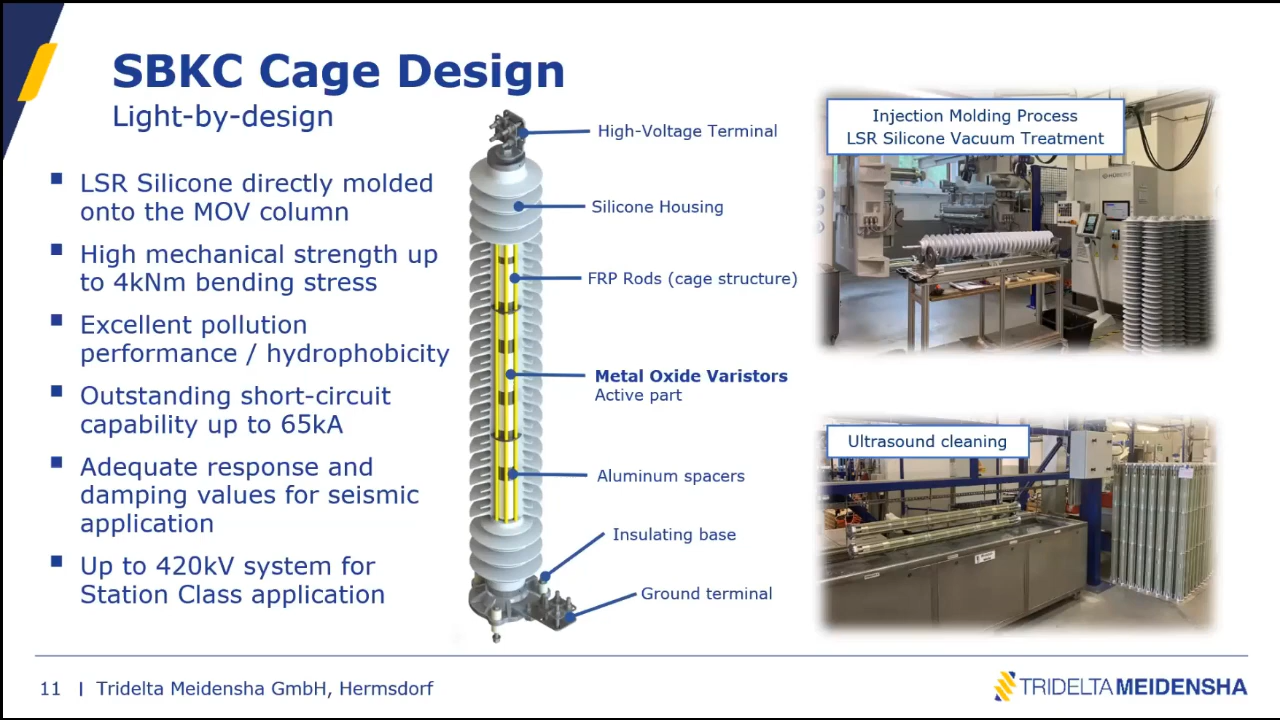 SBKC Cage Design
Light-by-design
LSR Silicone directly molded
onto the MOV column
High mechanical strength up
to 4kNm bending stress
Excellent pollution
performance / hydrophobicity
Outstanding short-circuit
capability up to 65kA
Adequate response and
damping values for seismic
application
Up to 420kV system for
Station Class application
High-Voltage Terminal
Silicone Housing
FRP Rods (cage structure)
Metal Oxide Varistors
Active part
Aluminum spacers
Insulating base
Ground terminal
Injection Molding Process
LSR Silicone Vacuum Treatment
Ultrasound cleaning
11 | Tridelta Meidensha GmbH, Hermsdorf
TRIDELTA MEIDENSHA